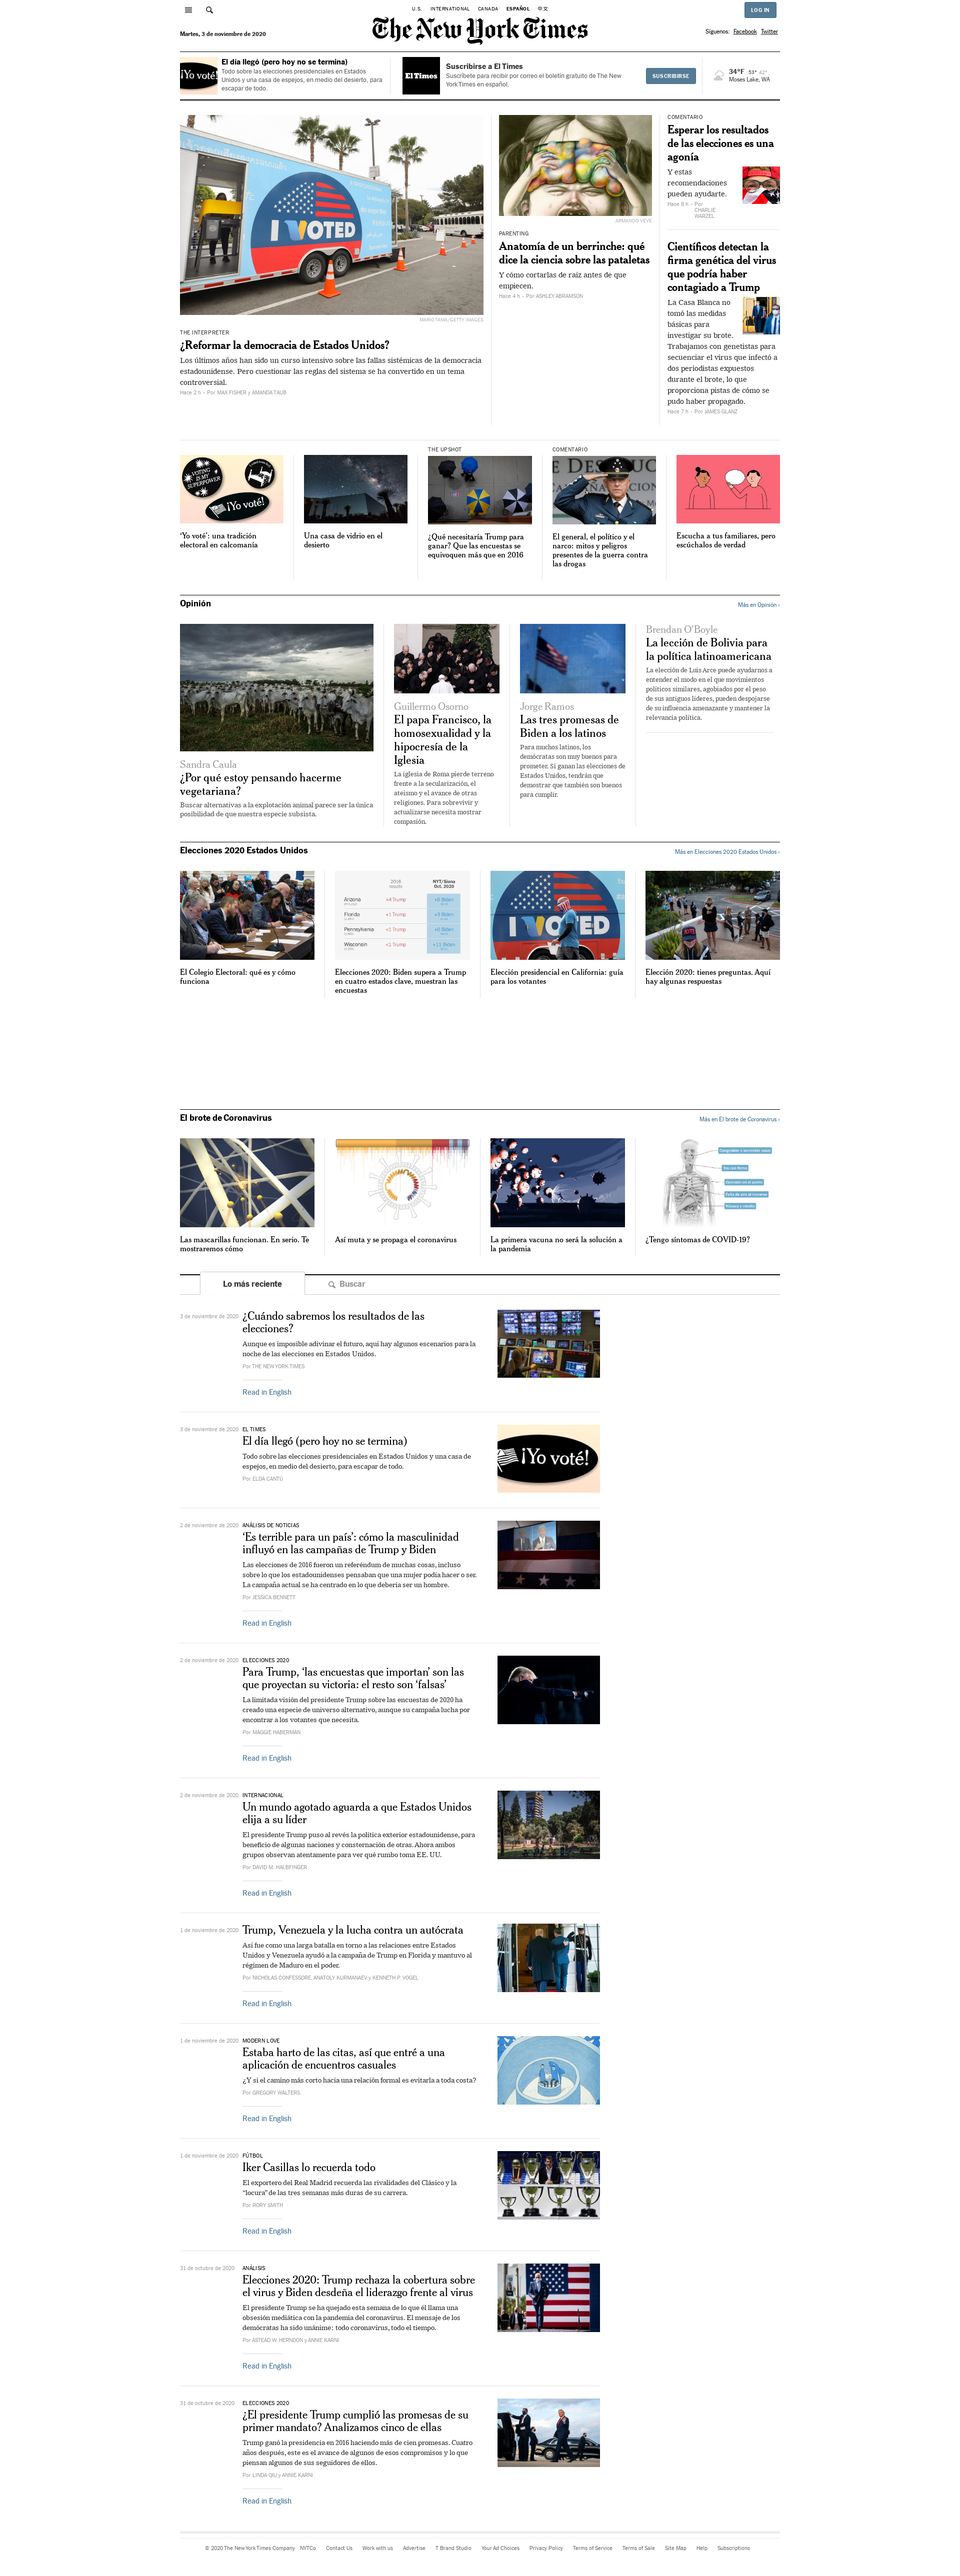 U.S. INTERNATIONAL CANADA ESPAÑOL 中文
LOG IN
Martes, 3 de noviembre de 2020
The New York Times
Síguenos: Facebook Twitter
¡Yo voté!
El día llegó (pero hoy no se termina)
Todo sobre las elecciones presidenciales en Estados
Unidos y una casa de espejos, en medio del desierto, para
escapar de todo.
El Times
Suscribirse a El Times
Suscríbete para recibir por correo el boletín gratuito de The New
York Times en español.
SUSCRIBIRSE
34°F 53° 42°
Moses Lake, WA
I VOTED
MARIO TAMA/GETTY IMAGES
THE INTERPRETER
¿Reformar la democracia de Estados Unidos?
Los últimos años han sido un curso intensivo sobre las fallas sistémicas de la democracia
estadounidense. Pero cuestionar las reglas del sistema se ha convertido en un tema
controversial.
Hace 2 h - Por MAX FISHER y AMANDA TAUB
ARMANDO VEVE
PARENTING
Anatomía de un berrinche: qué
dice la ciencia sobre las pataletas
Y cómo cortarlas de raíz antes de que
empiecen.
Hace 4 h - Por ASHLEY ABRAMSON
COMENTARIO
Esperar los resultados
de las elecciones es una
agonía
Y estas
recomendaciones
pueden ayudarte.
Hace 8 h - Por
CHARLIE
WARZEL
Científicos detectan la
firma genética del virus
que podría haber
contagiado a Trump
La Casa Blanca no
tomó las medidas
básicas para
investigar su brote.
Trabajamos con genetistas para
secuenciar el virus que infectó a
dos periodistas expuestos
durante el brote, lo que
proporciona pistas de cómo se
pudo haber propagado.
Hace 7 h - Por JAMES GLANZ
VOTING IS MY SUPERPOWER
¡Yo voté!
'Yo voté': una tradición
electoral en calcomanía
Una casa de vidrio en el
desierto
THE UPSHOT
¿Qué necesitaría Trump para
ganar? Que las encuestas se
equivoquen más que en 2016
COMENTARIO
El general, el político y el
narco: mitos y peligros
presentes de la guerra contra
las drogas
Escucha a tus familiares, pero
escúchalos de verdad
Opinión
Más en Opinión ›
Sandra Caula
¿Por qué estoy pensando hacerme
vegetariana?
Buscar alternativas a la explotación animal parece ser la única
posibilidad de que nuestra especie subsista.
Guillermo Osorno
El papa Francisco, la
homosexualidad y la
hipocresía de la
Iglesia
La iglesia de Roma pierde terreno
frente a la secularización, el
ateísmo y el avance de otras
religiones. Para sobrevivir y
actualizarse necesita mostrar
compasión.
Jorge Ramos
Las tres promesas de
Biden a los latinos
Para muchos latinos, los
demócratas son muy buenos para
prometer. Si ganan las elecciones de
Estados Unidos, tendrán que
demostrar que también son buenos
para cumplir.
Brendan O'Boyle
La lección de Bolivia para
la política latinoamericana
La elección de Luis Arce puede ayudarnos a
entender el modo en el que movimientos
políticos similares, agobiados por el peso
de sus antiguos líderes, pueden despojarse
de su influencia amenazante y mantener la
relevancia política.
Elecciones 2020 Estados Unidos
Más en Elecciones 2020 Estados Unidos ›
El Colegio Electoral: qué es y cómo
funciona
2016 results NYT/Siena Oct. 2020
Arizona +4 Trump +6 Biden
Florida +1 Trump +3 Biden
Pennsylvania +1 Trump +6 Biden
Wisconsin +1 Trump +11 Biden
Elecciones 2020: Biden supera a Trump
en cuatro estados clave, muestran las
encuestas
I VOTED
Elección presidencial en California: guía
para los votantes
Elección 2020: tienes preguntas. Aquí
hay algunas respuestas
El brote de Coronavirus
Más en El brote de Coronavirus ›
Las mascarillas funcionan. En serio. Te
mostraremos cómo
Así muta y se propaga el coronavirus
La primera vacuna no será la solución a
la pandemia
¿Tengo síntomas de COVID-19?
Lo más reciente
Buscar
3 de noviembre de 2020
¿Cuándo sabremos los resultados de las
elecciones?
Aunque es imposible adivinar el futuro, aquí hay algunos escenarios para la
noche de las elecciones en Estados Unidos.
Por THE NEW YORK TIMES
Read in English
3 de noviembre de 2020
EL TIMES
El día llegó (pero hoy no se termina)
Todo sobre las elecciones presidenciales en Estados Unidos y una casa de
espejos, en medio del desierto, para escapar de todo.
Por ELDA CANTÚ
¡Yo voté!
2 de noviembre de 2020
ANÁLISIS DE NOTICIAS
'Es terrible para un país': cómo la masculinidad
influyó en las campañas de Trump y Biden
Las elecciones de 2016 fueron un referéndum de muchas cosas, incluso
sobre lo que los estadounidenses pensaban que una mujer podía hacer o ser.
La campaña actual se ha centrado en lo que debería ser un hombre.
Por JESSICA BENNETT
Read in English
2 de noviembre de 2020
ELECCIONES 2020
Para Trump, 'las encuestas que importan' son las
que proyectan su victoria: el resto son 'falsas'
La limitada visión del presidente Trump sobre las encuestas de 2020 ha
creado una especie de universo alternativo, aunque su campaña lucha por
encontrar a los votantes que necesita.
Por MAGGIE HABERMAN
Read in English
2 de noviembre de 2020
INTERNACIONAL
Un mundo agotado aguarda a que Estados Unidos
elija a su líder
El presidente Trump puso al revés la política exterior estadounidense, para
beneficio de algunas naciones y consternación de otras. Ahora ambos
grupos observan atentamente para ver qué rumbo toma EE. UU.
Por DAVID M. HALBFINGER
Read in English
1 de noviembre de 2020
Trump, Venezuela y la lucha contra un autócrata
Así fue como una larga batalla en torno a las relaciones entre Estados
Unidos y Venezuela ayudó a la campaña de Trump en Florida y mantuvo al
régimen de Maduro en el poder.
Por NICHOLAS CONFESSORE, ANATOLY KURMANAEV y KENNETH P. VOGEL
Read in English
1 de noviembre de 2020
MODERN LOVE
Estaba harto de las citas, así que entré a una
aplicación de encuentros casuales
¿Y si el camino más corto hacia una relación formal es evitarla a toda costa?
Por GREGORY WALTERS
Read in English
1 de noviembre de 2020
FÚTBOL
Iker Casillas lo recuerda todo
El exportero del Real Madrid recuerda las rivalidades del Clásico y la
"locura" de las tres semanas más duras de su carrera.
Por RORY SMITH
Read in English
31 de octubre de 2020
ANÁLISIS
Elecciones 2020: Trump rechaza la cobertura sobre
el virus y Biden desdeña el liderazgo frente al virus
El presidente Trump se ha quejado esta semana de lo que él llama una
obsesión mediática con la pandemia del coronavirus. El mensaje de los
demócratas ha sido unánime: todo coronavirus, todo el tiempo.
Por ASTEAD W. HERNDON y ANNIE KARNI
Read in English
31 de octubre de 2020
ELECCIONES 2020
¿El presidente Trump cumplió las promesas de su
primer mandato? Analizamos cinco de ellas
Trump ganó la presidencia en 2016 haciendo más de cien promesas. Cuatro
años después, este es el avance de algunos de esos compromisos y lo que
piensan algunos de sus seguidores de ellos.
Por LINDA QIU y ANNIE KARNI
Read in English
© 2020 The New York Times Company NYTCo Contact Us Work with us Advertise T Brand Studio Your Ad Choices Privacy Policy Terms of Service Terms of Sale Site Map Help Subscriptions